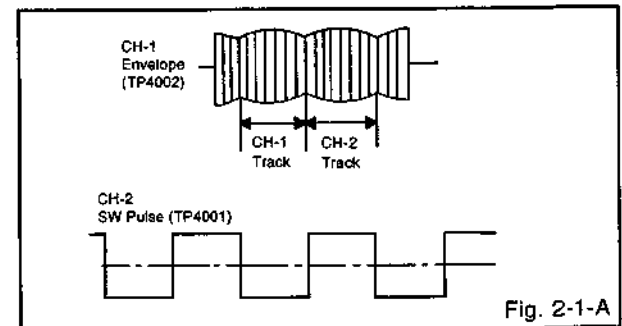 CH-1
Envelope
(TP4002)
CH-1
Track
CH-2
Track
CH-2
SW Pulse (TP4001)
Fig. 2-1-A